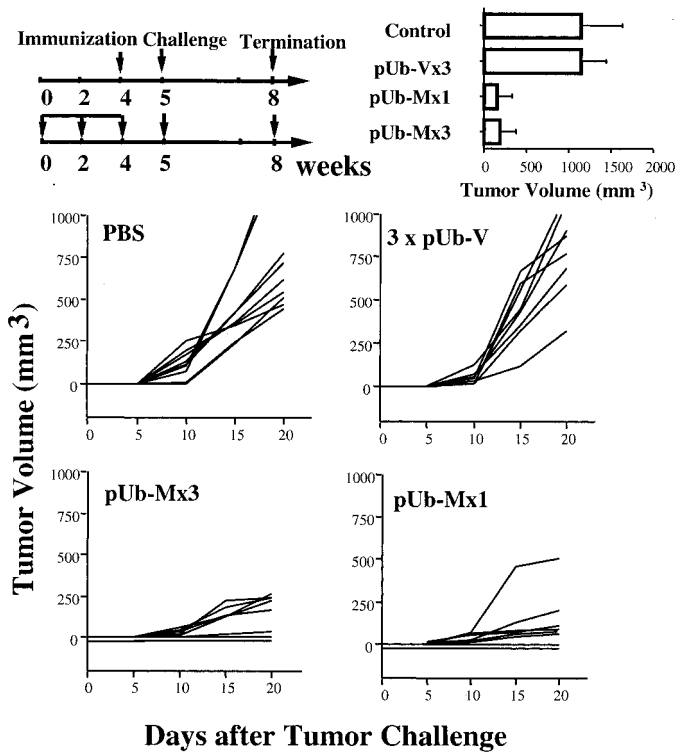 Immunization Challenge Termination
0 2 4 5 8
0 2 4 5 8 weeks
Control
pUb-Vx3
pUb-Mx1
pUb-Mx3
0 500 1000 1500 2000
Tumor Volume (mm 3)
Tumor Volume (mm 3)
PBS
1000
750
500
250
0
0 5 10 15 20
3 x pUb-V
1000
750
500
250
0
0 5 10 15 20
pUb-Mx3
1000
750
500
250
0
0 5 10 15 20
pUb-Mx1
1000
750
500
250
0
0 5 10 15 20
Days after Tumor Challenge